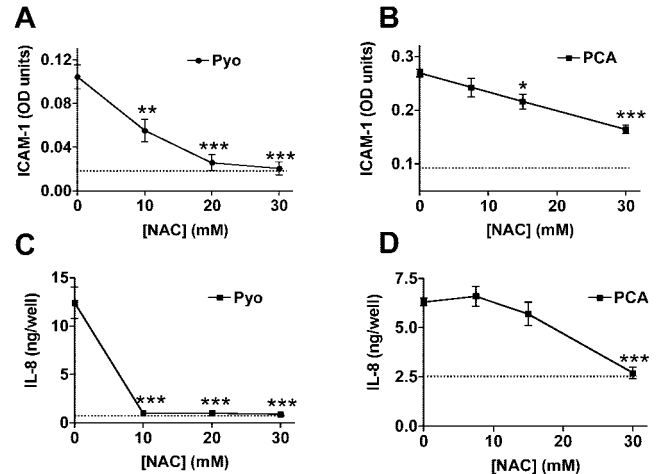 A
Pyo
ICAM-1 (OD units)
0.12
0.08
0.04
0.00
**
***
***
0 10 20 30
[NAC] (mM)
B
PCA
ICAM-1 (OD units)
0.3
0.2
0.1
*
***
0 10 20 30
[NAC] (mM)
C
Pyo
IL-8 (ng/well)
15
10
5
0
*** *** ***
0 10 20 30
[NAC] (mM)
D
PCA
IL-8 (ng/well)
7.5
5.0
2.5
0.0
***
0 10 20 30
[NAC] (mM)